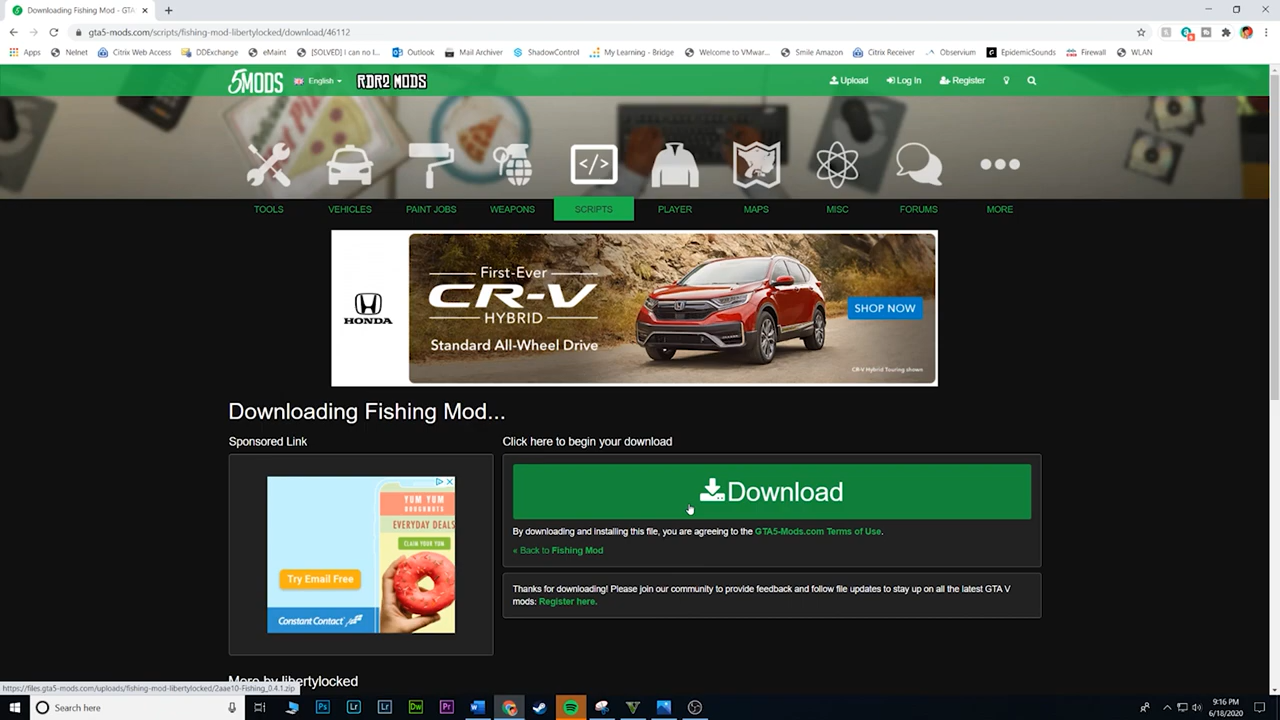 Downloading Fishing Mod - GTA
gta5-mods.com/scripts/fishing-mod-libertylocked/download/46112
Apps
Nelnet
Citrix Web Access
DDExchange
eMaint
[SOLVED] I can no l...
Outlook
Mail Archiver
ShadowControl
My Learning - Bridge
Welcome to VMwar...
Smile Amazon
Citrix Receiver
Observium
EpidemicSounds
Firewall
WLAN
5MODS
English
RDR2 MODS
Upload
Log In
Register
TOOLS
VEHICLES
PAINT JOBS
WEAPONS
SCRIPTS
PLAYER
MAPS
MISC
FORUMS
MORE
First-Ever
CR-V
HYBRID
Standard All-Wheel Drive
HONDA
SHOP NOW
CR-V Hybrid Touring shown
Downloading Fishing Mod...
Sponsored Link
Click here to begin your download
YUM YUM
DOUGHNUTS
EVERYDAY DEALS
CLAIM YOUR YUM
Try Email Free
Constant Contact
Download
By downloading and installing this file, you are agreeing to the GTA5-Mods.com Terms of Use.
« Back to Fishing Mod
Thanks for downloading! Please join our community to provide feedback and follow file updates to stay up on all the latest GTA V
mods: Register here.
More by libertylocked
https://files.gta5-mods.com/uploads/fishing-mod-libertylocked/2aae10-Fishing_0.4.1.zip
Search here
9:16 PM
6/18/2020